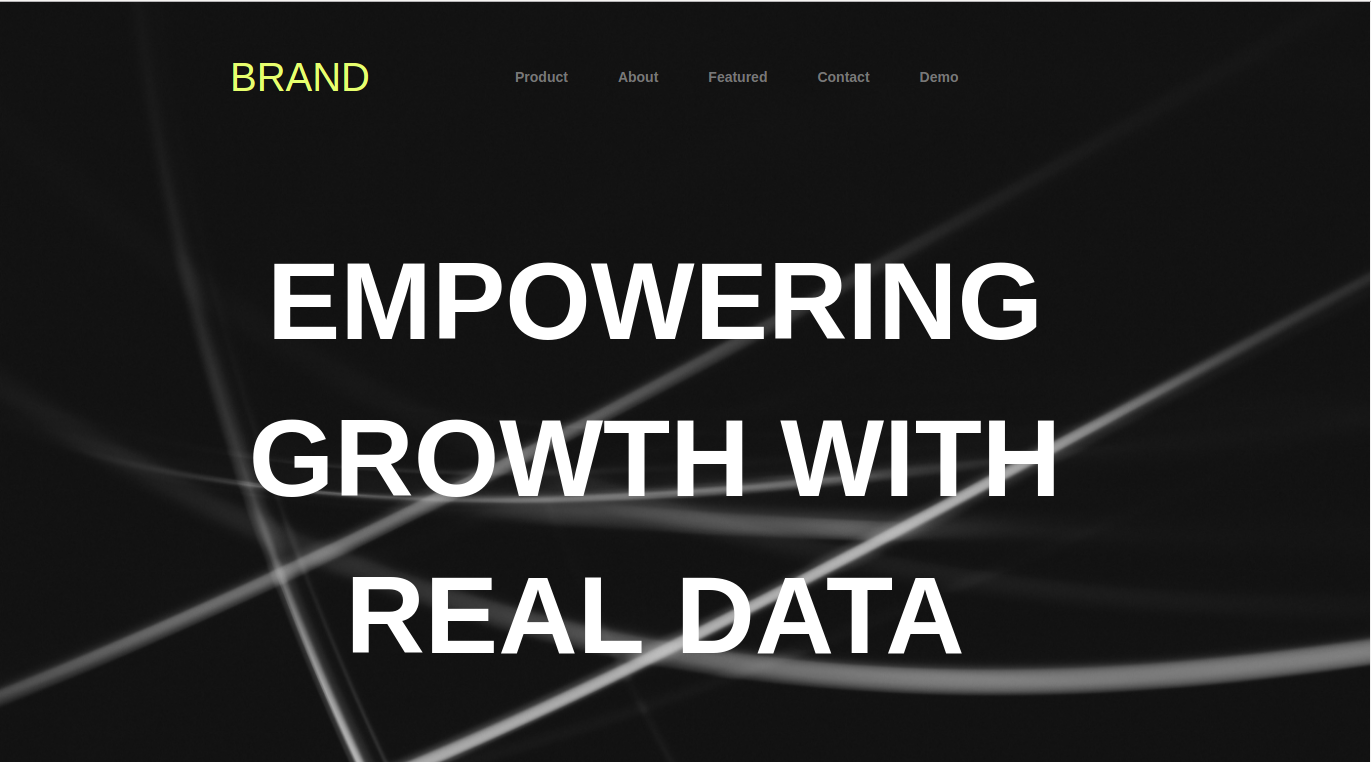 BRAND
Product About Featured Contact Demo
EMPOWERING
GROWTH WITH
REAL DATA